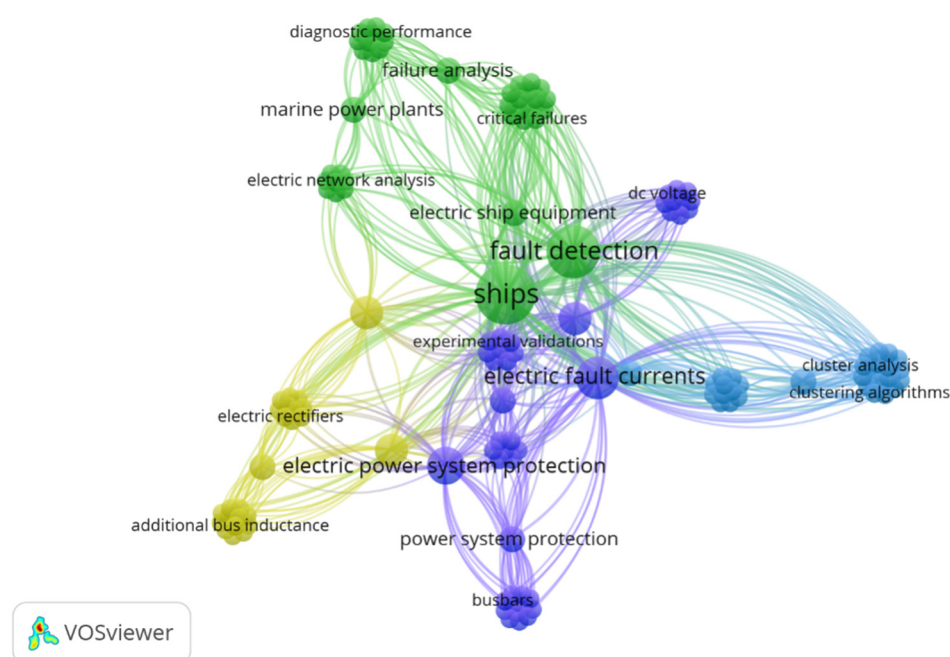 diagnostic performance
failure analysis
marine power plants
critical failures
electric network analysis
dc voltage
electric ship equipment
fault detection
ships
experimental validations
cluster analysis
electric fault currents
clustering algorithms
electric rectifiers
electric power system protection
additional bus inductance
power system protection
busbars
VOSviewer